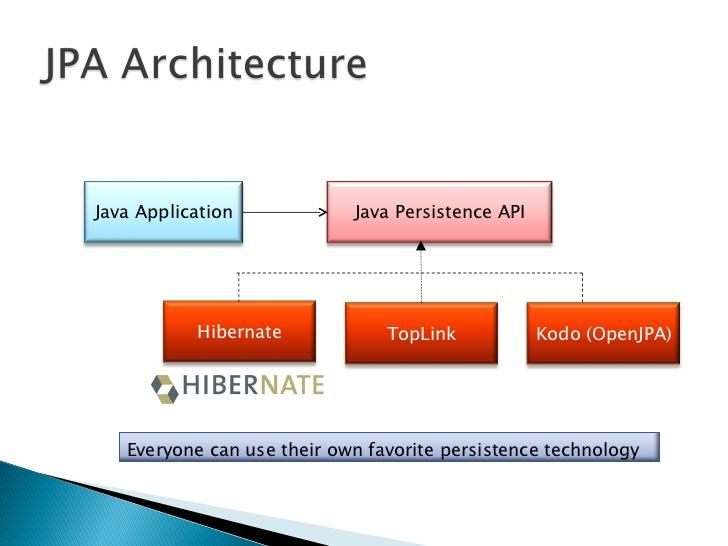 JPA Architecture
Java Application
Java Persistence API
Hibernate
TopLink
Kodo (OpenJPA)
HIBERNATE
Everyone can use their own favorite persistence technology